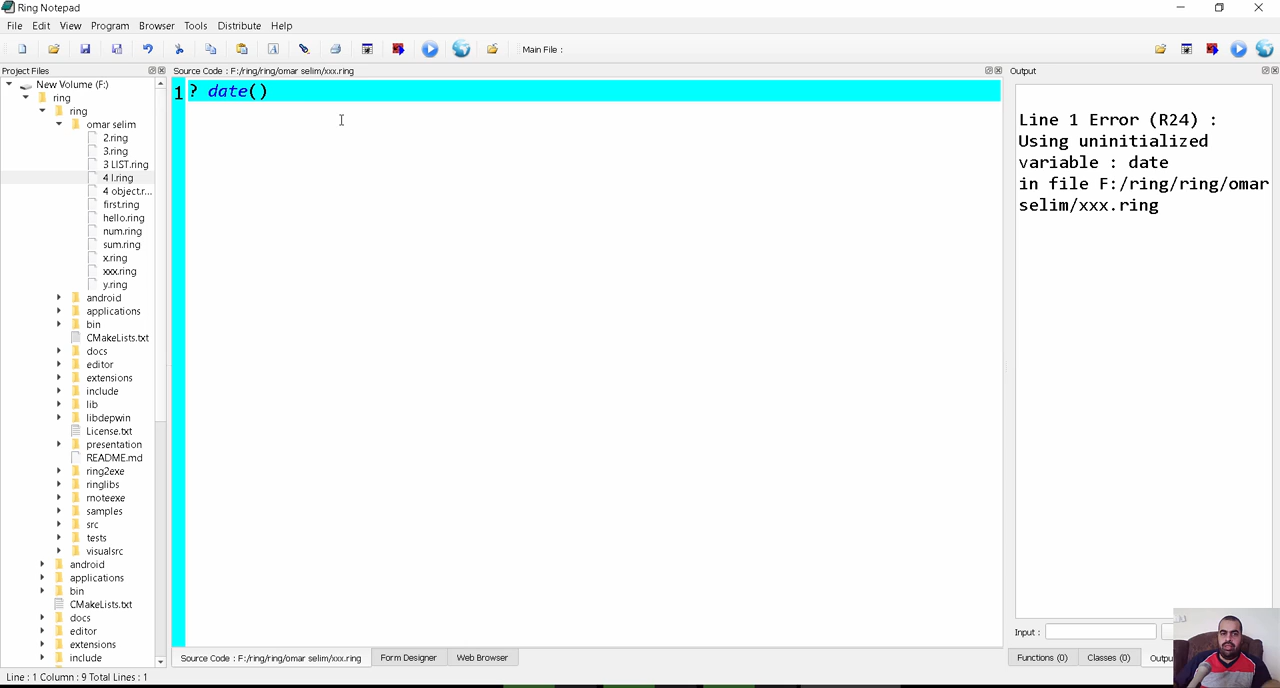 Ring Notepad
File Edit View Program Browser Tools Distribute Help
Main File :
Project Files
New Volume (F:)
ring
ring
omar selim
2.ring
3.ring
3 LIST.ring
4 l.ring
4 object.r...
first.ring
hello.ring
num.ring
sum.ring
x.ring
xxx.ring
y.ring
android
applications
bin
CMakeLists.txt
docs
editor
extensions
include
lib
libdepwin
License.txt
presentation
README.md
ring2exe
ringlibs
rnoteexe
samples
src
tests
visualsrc
android
applications
bin
CMakeLists.txt
docs
editor
extensions
include
Source Code : F:/ring/ring/omar selim/xxx.ring
1 ? date()
Source Code : F:/ring/ring/omar selim/xxx.ring Form Designer Web Browser
Output
Line 1 Error (R24) :
Using uninitialized
variable : date
in file F:/ring/ring/omar
selim/xxx.ring
Input :
Functions (0) Classes (0) Outpu
Line : 1 Column : 9 Total Lines : 1